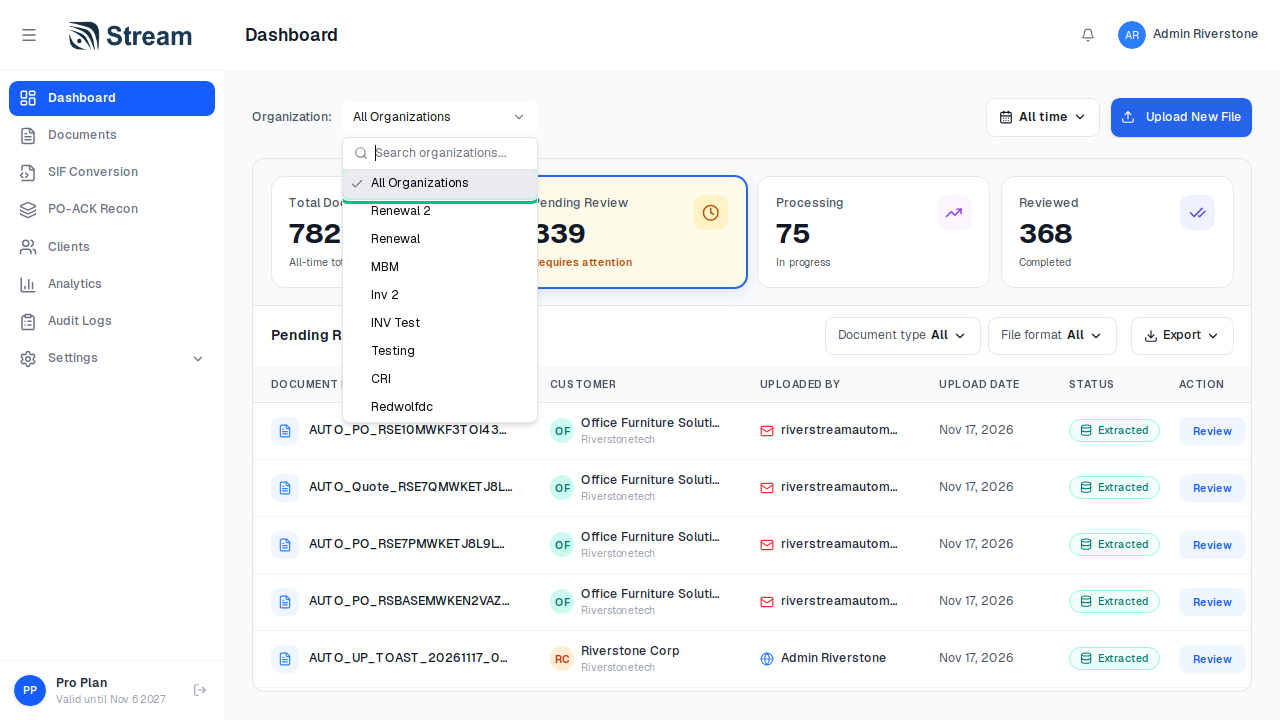 Stream
Dashboard
AR
Admin Riverstone
Dashboard
Documents
SIF Conversion
PO-ACK Recon
Clients
Analytics
Audit Logs
Settings
PP
Pro Plan
Valid until Nov 6 2027
Organization:
All Organizations
All time
Upload New File
Search organizations...
All Organizations
Renewal 2
Renewal
MBM
Inv 2
INV Test
Testing
CRI
Redwolfdc
Total Do
782
All-time to
ending Review
339
equires attention
Processing
75
In progress
Reviewed
368
Completed
Pending R
Document type All
File format All
Export
DOCUMENT
CUSTOMER
UPLOADED BY
UPLOAD DATE
STATUS
ACTION
AUTO_PO_RSE10MWKF3TOI43...
OF
Office Furniture Soluti...
Riverstonetech
riverstreamautom...
Nov 17, 2026
Extracted
Review
AUTO_Quote_RSE7QMWKETJ8L...
OF
Office Furniture Soluti...
Riverstonetech
riverstreamautom...
Nov 17, 2026
Extracted
Review
AUTO_PO_RSE7PMWKETJ8L9L...
OF
Office Furniture Soluti...
Riverstonetech
riverstreamautom...
Nov 17, 2026
Extracted
Review
AUTO_PO_RSBASEMWKEN2VAZ...
OF
Office Furniture Soluti...
Riverstonetech
riverstreamautom...
Nov 17, 2026
Extracted
Review
AUTO_UP_TOAST_20261117_0...
RC
Riverstone Corp
Riverstonetech
Admin Riverstone
Nov 17, 2026
Extracted
Review